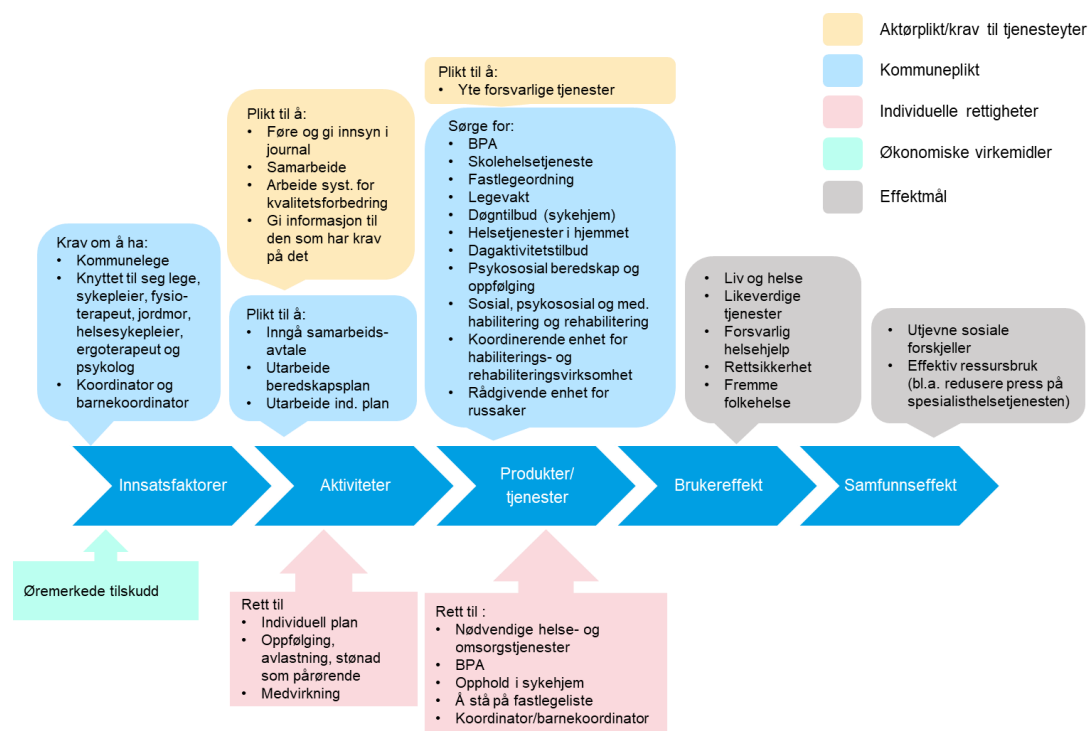 Aktørplikt/krav til tjenesteyter
Kommuneplikt
Individuelle rettigheter
Økonomiske virkemidler
Effektmål
Krav om å ha:
• Kommunelege
• Knyttet til seg lege,
sykepleier, fysio-
terapeut, jordmor,
helsesykepleier,
ergoterapeut og
psykolog
• Koordinator og
barnekoordinator
Plikt til å:
• Føre og gi innsyn i
journal
• Samarbeide
• Arbeide syst. for
kvalitetsforbedring
• Gi informasjon til
den som har krav
på det
Plikt til å:
• Inngå samarbeids-
avtale
• Utarbeide
beredskapsplan
• Utarbeide ind. plan
Plikt til å:
• Yte forsvarlige tjenester
Sørge for:
• BPA
• Skolehelsetjeneste
• Fastlegeordning
• Legevakt
• Døgntilbud (sykehjem)
• Helsetjenester i hjemmet
• Dagaktivitetstilbud
• Psykososial beredskap og
oppfølging
• Sosial, psykososial og med.
habilitering og rehabilitering
• Koordinerende enhet for
habiliterings- og
rehabiliteringsvirksomhet
• Rådgivende enhet for
russaker
• Liv og helse
• Likeverdige
tjenester
• Forsvarlig
helsehjelp
• Rettsikkerhet
• Fremme
folkehelse
• Utjevne sosiale
forskjeller
• Effektiv ressursbruk
(bl.a. redusere press på
spesialisthelsetjenesten)
Innsatsfaktorer
Aktiviteter
Produkter/
tjenester
Brukereffekt
Samfunnseffekt
Øremerkede tilskudd
Rett til
• Individuell plan
• Oppfølging,
avlastning, stønad
som pårørende
• Medvirkning
Rett til :
• Nødvendige helse- og
omsorgstjenester
• BPA
• Opphold i sykehjem
• Å stå på fastlegeliste
• Koordinator/barnekoordinator